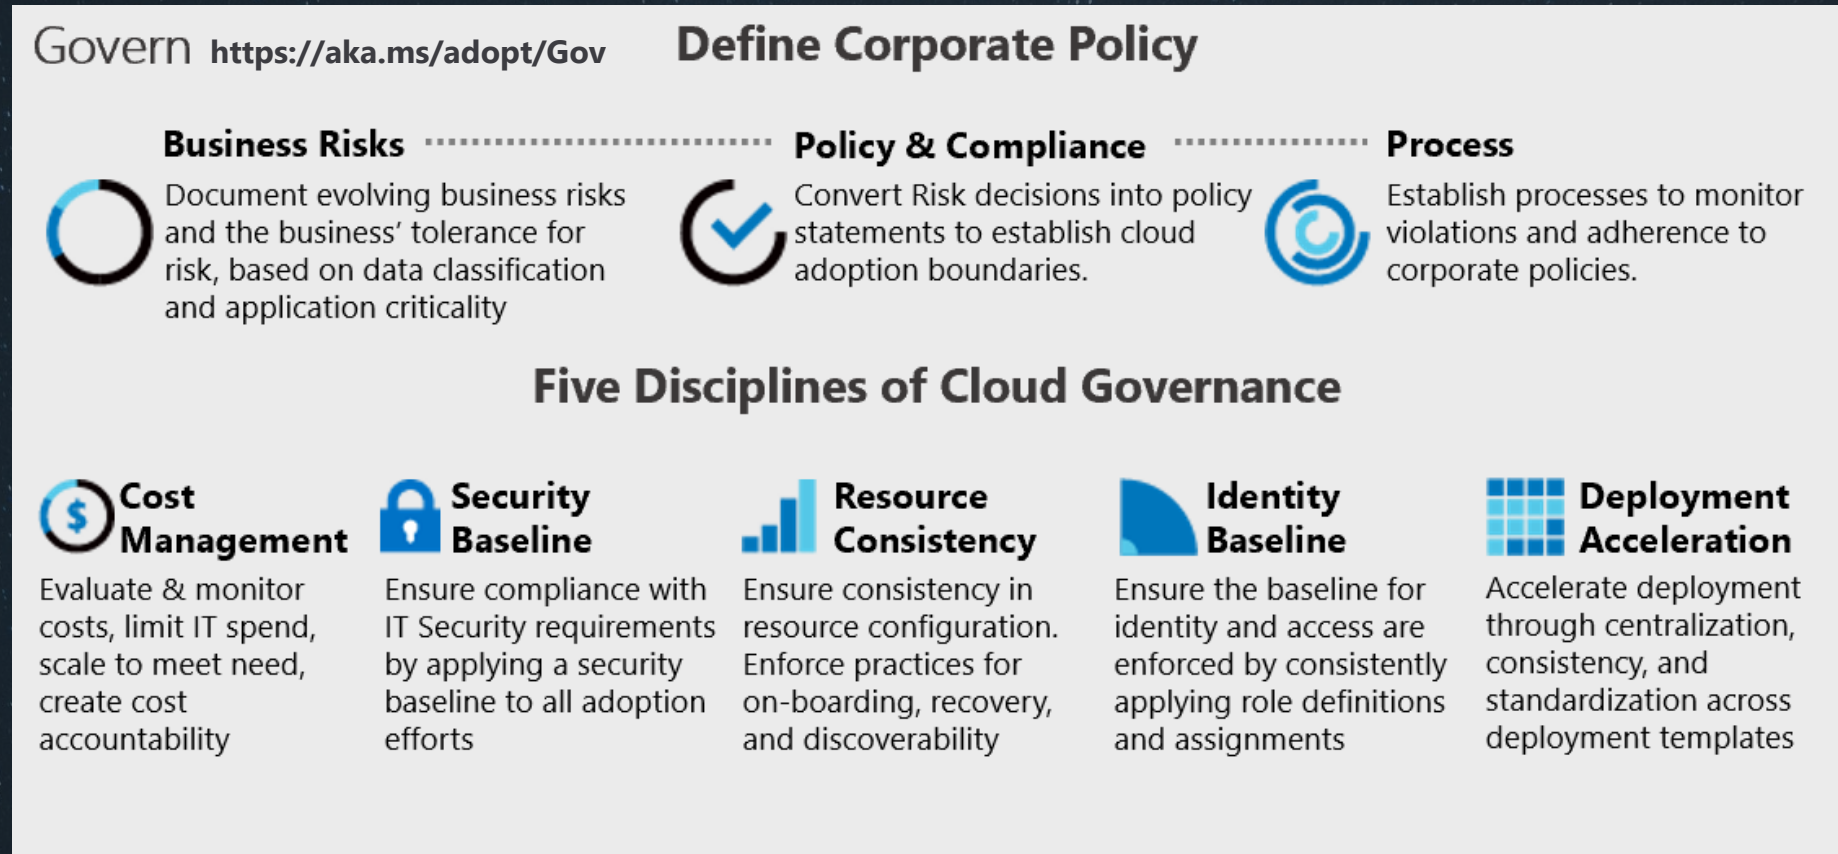 Govern https://aka.ms/adopt/Gov
Define Corporate Policy
Business Risks
Document evolving business risks
and the business’ tolerance for
risk, based on data classification
and application criticality
Policy & Compliance
Convert Risk decisions into policy
statements to establish cloud
adoption boundaries.
Process
Establish processes to monitor
violations and adherence to
corporate policies.
Five Disciplines of Cloud Governance
$
Cost
Management
Evaluate & monitor
costs, limit IT spend,
scale to meet need,
create cost
accountability
Security
Baseline
Ensure compliance with
IT Security requirements
by applying a security
baseline to all adoption
efforts
Resource
Consistency
Ensure consistency in
resource configuration.
Enforce practices for
on-boarding, recovery,
and discoverability
Identity
Baseline
Ensure the baseline for
identity and access are
enforced by consistently
applying role definitions
and assignments
Deployment
Acceleration
Accelerate deployment
through centralization,
consistency, and
standardization across
deployment templates